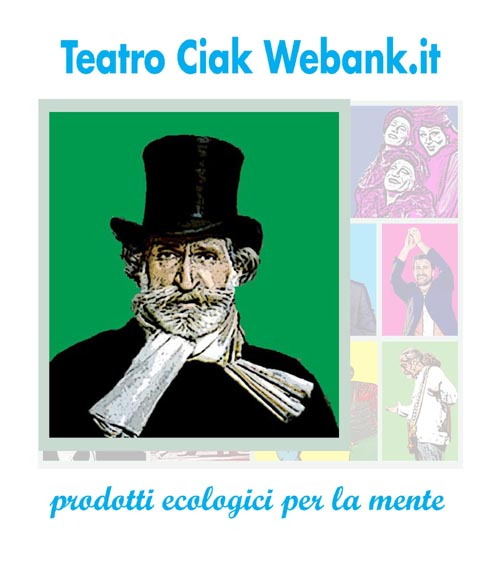 Teatro Ciak Webank.it
prodotti ecologici per la mente